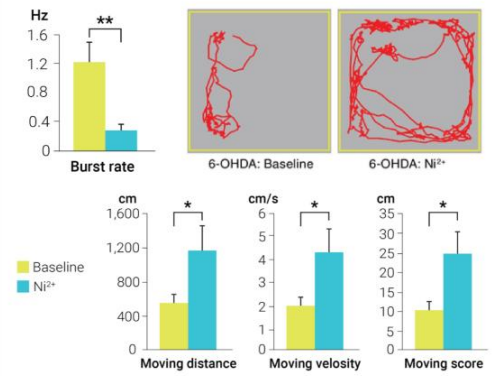 Hz
**
1.6
1.2
0.8
0.4
0
Burst rate
6-OHDA: Baseline
6-OHDA: Ni²⁺
Baseline
Ni²⁺
cm
*
1,600
1,200
800
400
0
Moving distance
cm/s
*
6
5
4
3
2
1
0
Moving velosity
cm
*
35
30
25
20
15
10
5
0
Moving score